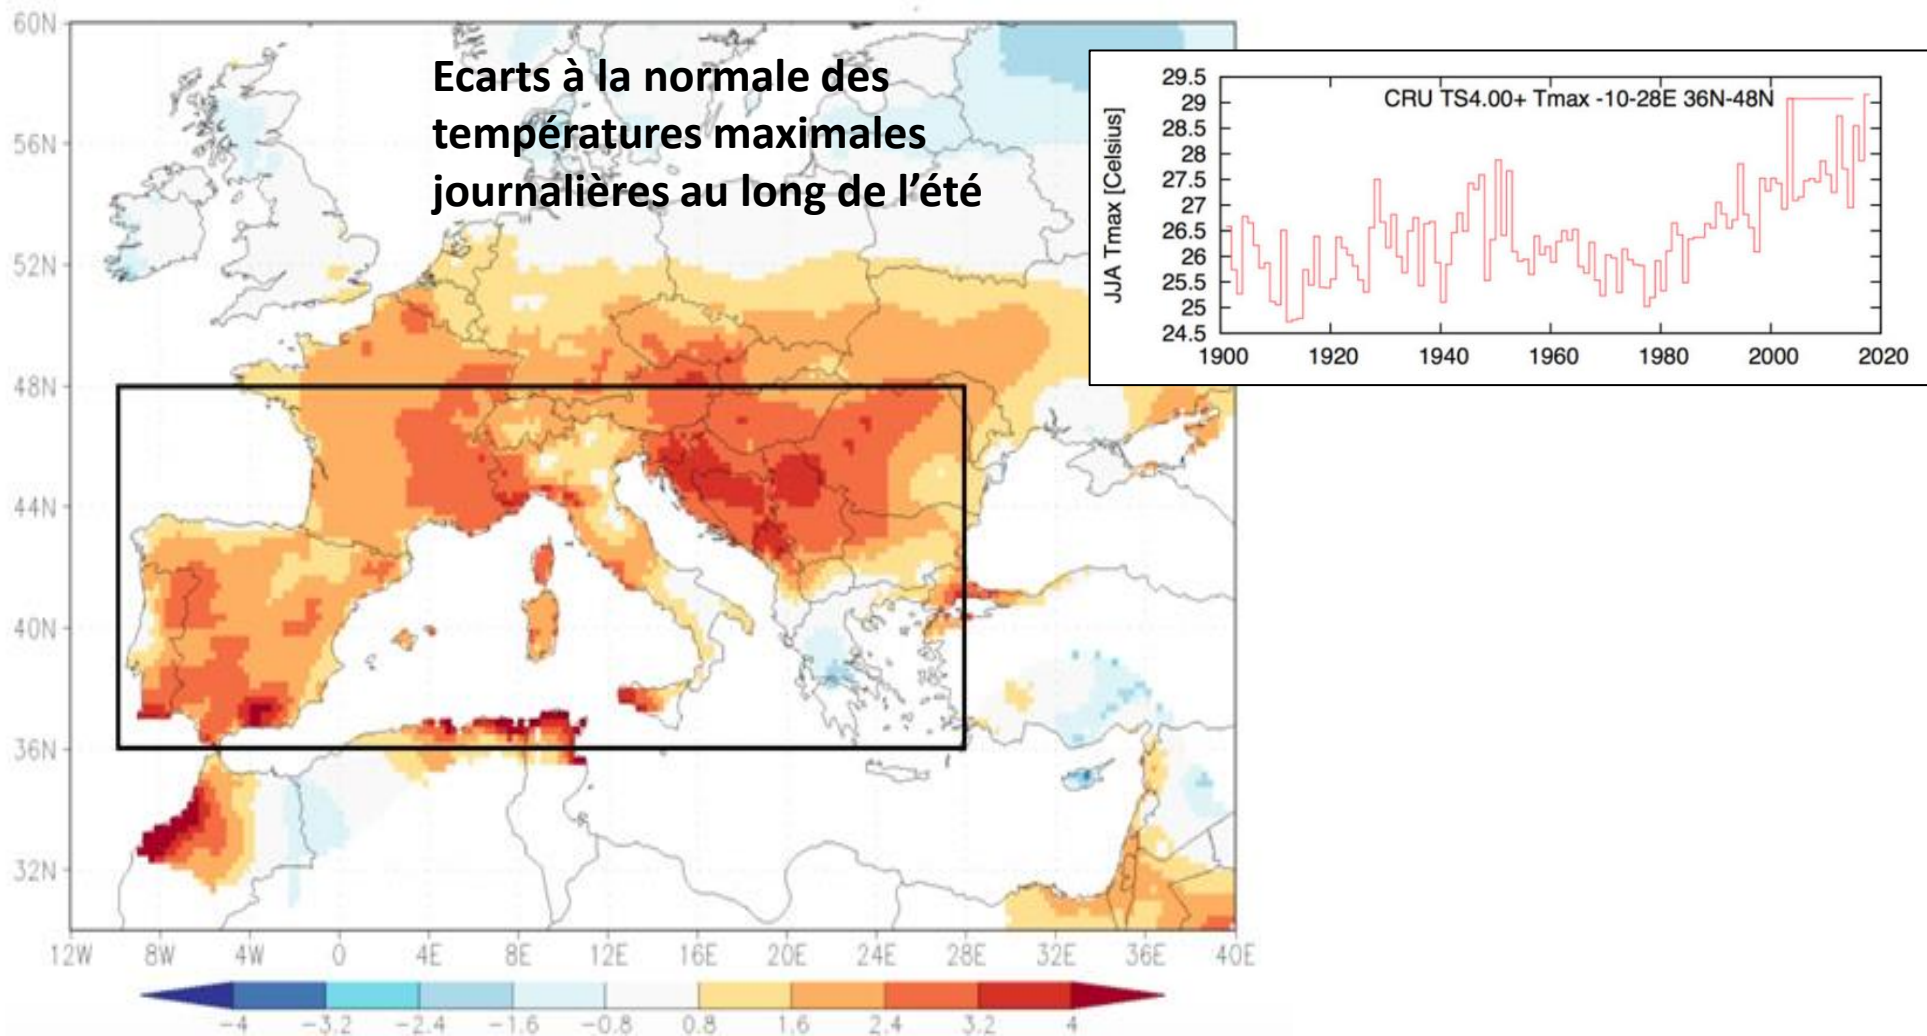 Ecarts à la normale des
températures maximales
journalières au long de l’été
60N
56N
52N
48N
44N
40N
36N
32N
12W 8W 4W 0 4E 8E 12E 16E 20E 24E 28E 32E 36E 40E
-4 -3.2 -2.4 -1.6 -0.8 0.8 1.6 2.4 3.2 4
CRU TS4.00+ Tmax -10-28E 36N-48N
JJA Tmax [Celsius]
29.5
29
28.5
28
27.5
27
26.5
26
25.5
25
24.5
1900 1920 1940 1960 1980 2000 2020